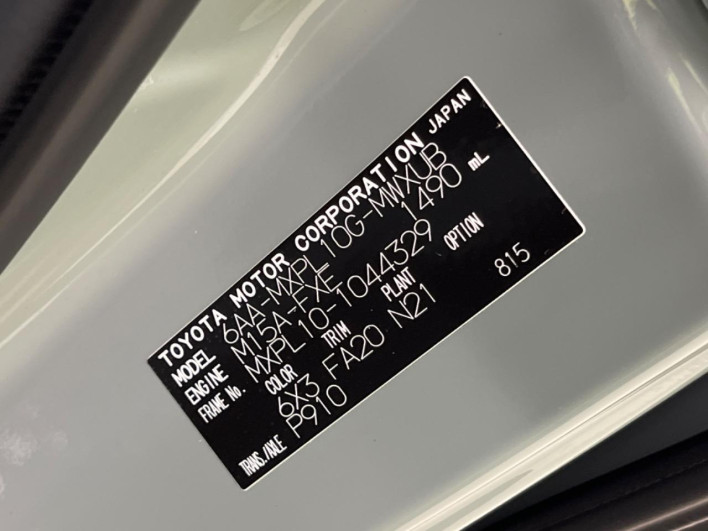 TOYOTA MOTOR CORPORATION JAPAN
MODEL 6AA-MXPL10G-MWXUB
ENGINE M15A-FXE 1490 mL
FRAME No. MXPL10-1044329
COLOR TRIM PLANT OPTION
6X3 FA20 N21 815
TRANS./AXLE P910